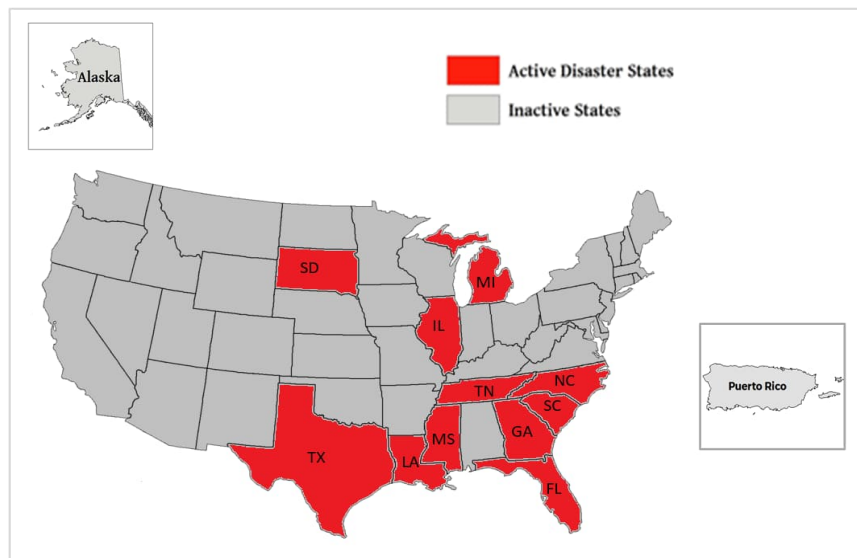 Alaska
Active Disaster States
Inactive States
SD
MI
IL
TN
NC
SC
MS
GA
TX
LA
FL
Puerto Rico